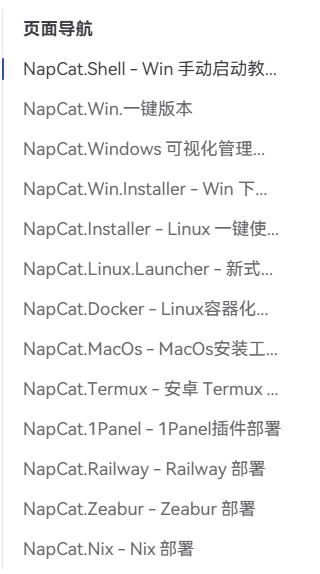 页面导航
NapCat.Shell - Win 手动启动教...
NapCat.Win.一键版本
NapCat.Windows 可视化管理...
NapCat.Win.Installer - Win 下...
NapCat.Installer - Linux 一键使...
NapCat.Linux.Launcher - 新式...
NapCat.Docker - Linux容器化...
NapCat.MacOs - MacOs安装工...
NapCat.Termux - 安卓 Termux ...
NapCat.1Panel - 1Panel插件部署
NapCat.Railway - Railway 部署
NapCat.Zeabur - Zeabur 部署
NapCat.Nix - Nix 部署